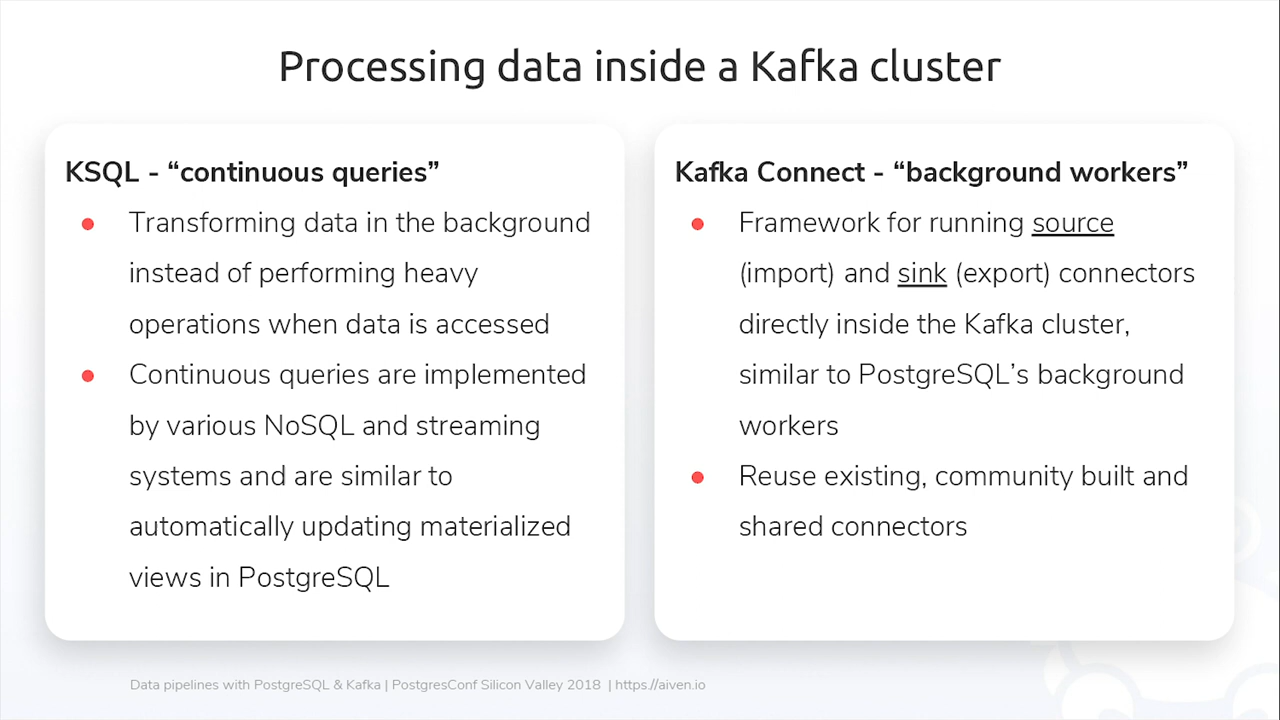 Processing data inside a Kafka cluster
KSQL - “continuous queries”
● Transforming data in the background
instead of performing heavy
operations when data is accessed
● Continuous queries are implemented
by various NoSQL and streaming
systems and are similar to
automatically updating materialized
views in PostgreSQL
Kafka Connect - “background workers”
● Framework for running source
(import) and sink (export) connectors
directly inside the Kafka cluster,
similar to PostgreSQL’s background
workers
● Reuse existing, community built and
shared connectors
Data pipelines with PostgreSQL & Kafka | PostgresConf Silicon Valley 2018 | https://aiven.io